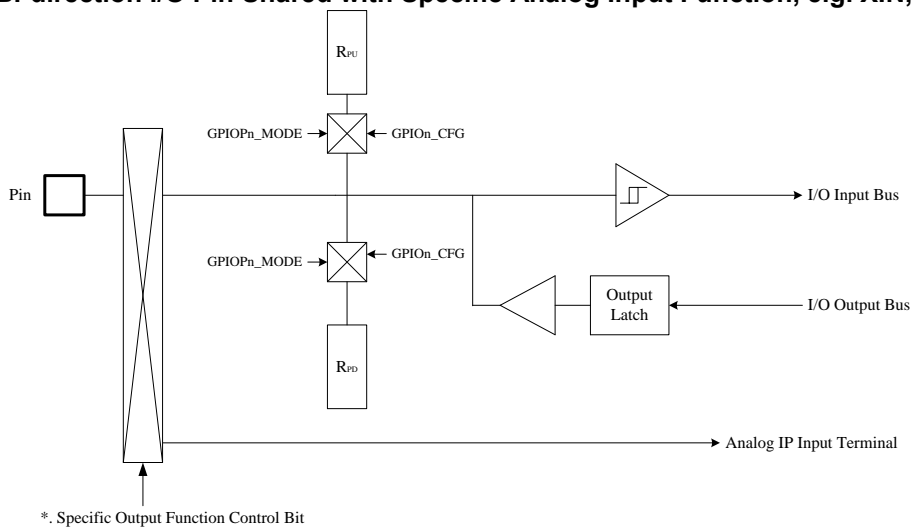 Bi-direction I/O Pin Shared with Specific Analog Input Function, e.g. XIN,
RPU
GPIOPn_MODE
GPIOn_CFG
Pin
I/O Input Bus
GPIOPn_MODE
GPIOn_CFG
Output
Latch
I/O Output Bus
RPD
Analog IP Input Terminal
*. Specific Output Function Control Bit